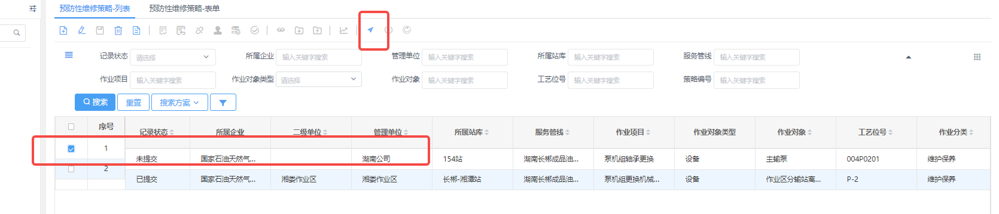 预防性维修策略-列表 预防性维修策略-表单
记录状态 请选择 所属企业 输入关键字搜索 管理单位 输入关键字搜索 所属站库 输入关键字搜索 服务管线 输入关键字搜索
作业项目 输入关键字搜索 作业对象类型 请选择 作业对象 输入关键字搜索 工艺位号 输入关键字搜索 策略编号 输入关键字搜索
搜索 重置 搜索方案
序号 记录状态 所属企业 二级单位 管理单位 所属站库 服务管线 作业项目 作业对象类型 作业对象 工艺位号 作业分类
1 未提交 国家石油天然气... 湖南公司 154站 湖南长郴成品油... 泵机组轴承更换 设备 主输泵 004P0201 维护保养
2 已提交 国家石油天然气... 湘娄作业区 湘娄作业区 长郴-湘潭站 湖南长郴成品油... 泵机组更换机械... 设备 作业区分输站离... P-2 维护保养